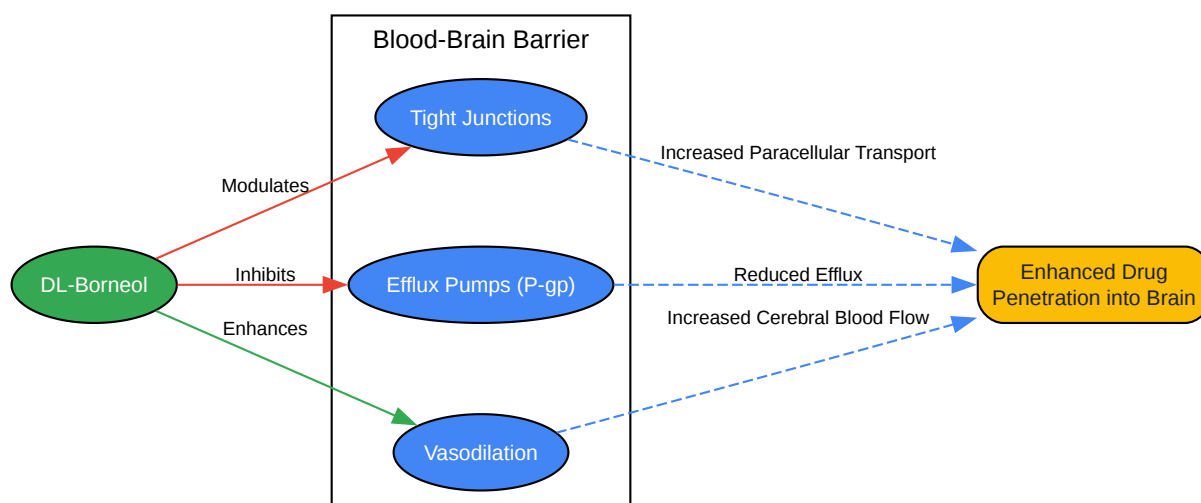 Blood-Brain Barrier
Tight Junctions
Increased Paracellular Transport
Modulates
DL-Borneol
Inhibits
Efflux Pumps (P-gp)
Reduced Efflux
Enhanced Drug
Penetration into Brain
Enhances
Increased Cerebral Blood Flow
Vasodilation